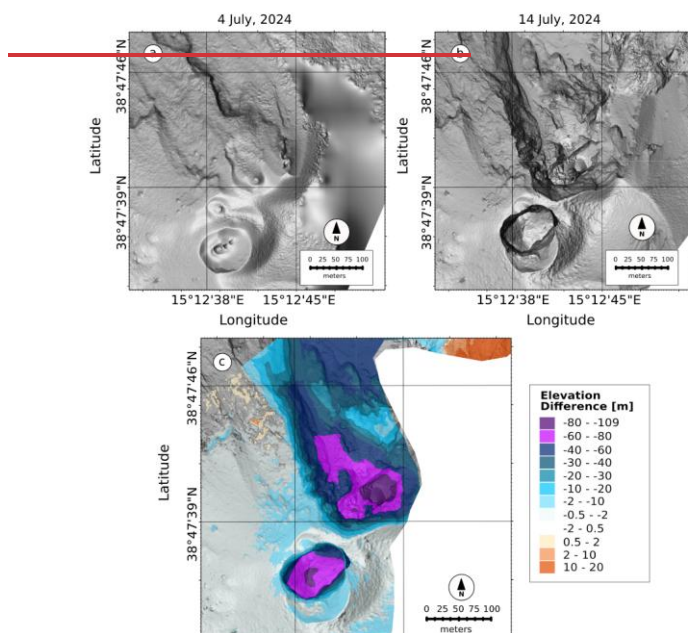 4 July, 2024
14 July, 2024
a
b
38°47'46"N
38°47'46"N
Latitude
Latitude
38°47'39"N
38°47'39"N
N
N
0 25 50 75 100
meters
0 25 50 75 100
meters
15°12'38"E
15°12'45"E
15°12'38"E
15°12'45"E
Longitude
Longitude
c
38°47'46"N
Latitude
38°47'39"N
Elevation
Difference [m]
-80 - -109
-60 - -80
-40 - -60
-30 - -40
-20 - -30
-10 - -20
-2 - -10
-0.5 - -2
-2 - 0.5
0.5 - 2
2 - 10
10 - 20
N
0 25 50 75 100
meters